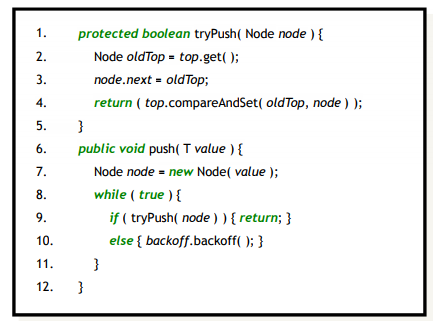 1. protected boolean tryPush( Node node ) {
2. Node oldTop = top.get( );
3. node.next = oldTop;
4. return ( top.compareAndSet( oldTop, node ) );
5. }
6. public void push( T value ) {
7. Node node = new Node( value );
8. while ( true ) {
9. if ( tryPush( node ) ) { return; }
10. else { backoff.backoff( ); }
11. }
12. }